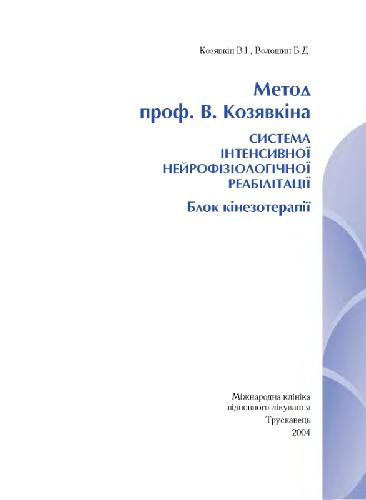 Козявкін В.І., Волошин Б.Д.
Метод
проф. В. Козявкіна
СИСТЕМА
ІНТЕНСИВНОЇ
НЕЙРОФІЗІОЛОГІЧНОЇ
РЕАБІЛІТАЦІЇ
Блок кінезотерапії
Міжнародна клініка
відновного лікування
Трускавець
2004